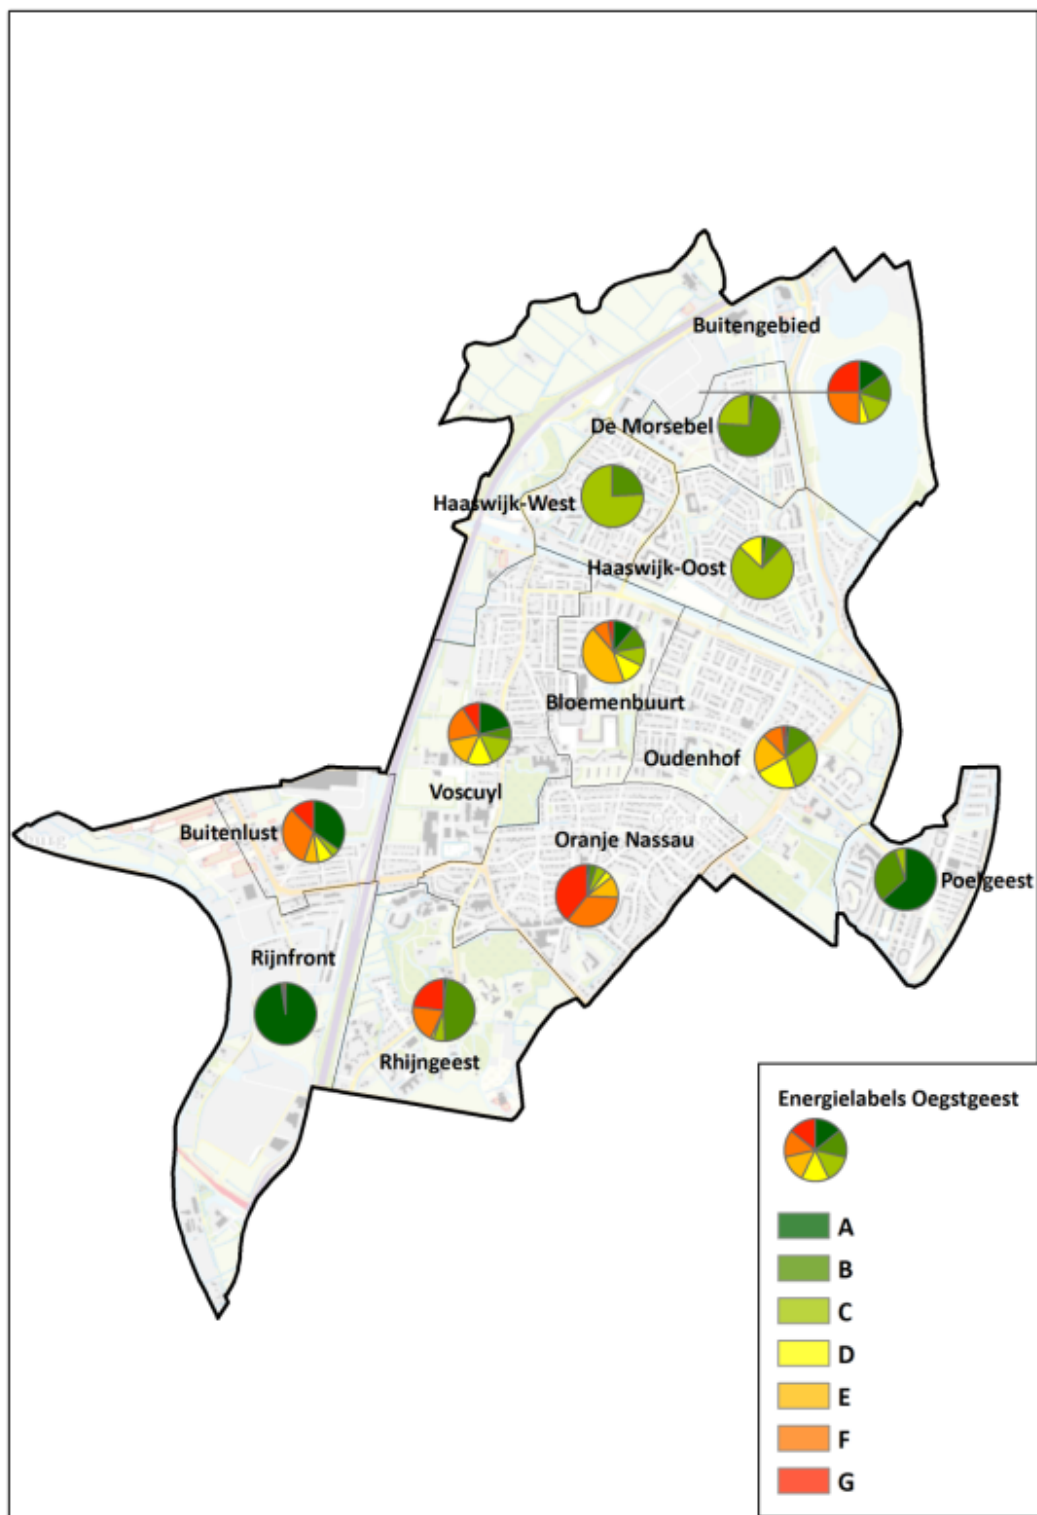 Buitengebied
De Morsebel
Haaswijk-West
Haaswijk-Oost
Bloemenbuurt
Oudenhof
Voscuyl
Buitenlust
Oranje Nassau
Poelgeest
Rijnfront
Rhijngeest
Energielabels Oegstgeest
A
B
C
D
E
F
G